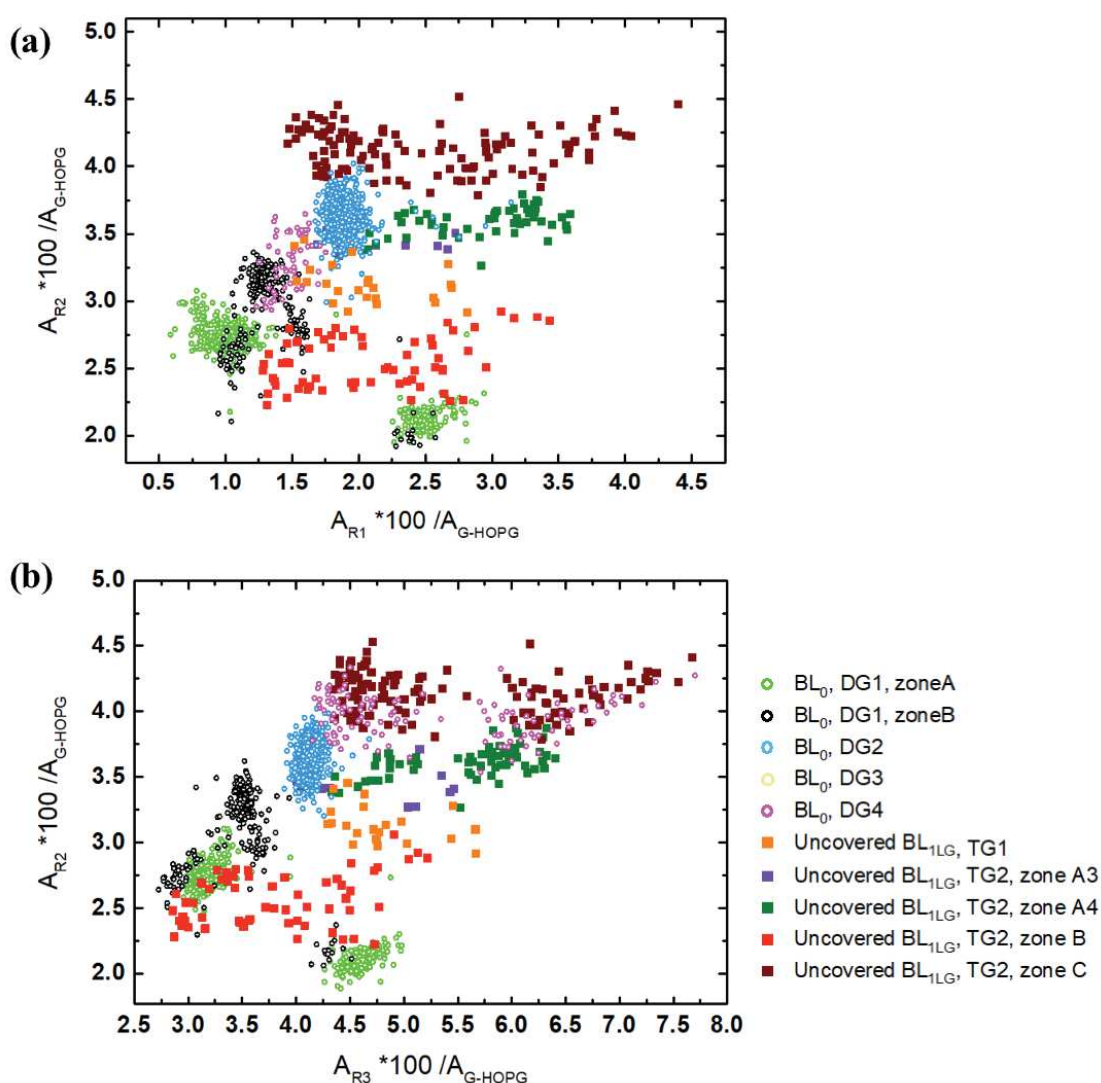 (a)
5.0
4.5
4.0
3.5
3.0
2.5
2.0
A_R2 *100 /A_G-HOPG
0.5 1.0 1.5 2.0 2.5 3.0 3.5 4.0 4.5
A_R1 *100 /A_G-HOPG
(b)
5.0
4.5
4.0
3.5
3.0
2.5
2.0
A_R2 *100 /A_G-HOPG
2.5 3.0 3.5 4.0 4.5 5.0 5.5 6.0 6.5 7.0 7.5 8.0
A_R3 *100 /A_G-HOPG
BL₀, DG1, zoneA
BL₀, DG1, zoneB
BL₀, DG2
BL₀, DG3
BL₀, DG4
Uncovered BL_1LG, TG1
Uncovered BL_1LG, TG2, zone A3
Uncovered BL_1LG, TG2, zone A4
Uncovered BL_1LG, TG2, zone B
Uncovered BL_1LG, TG2, zone C